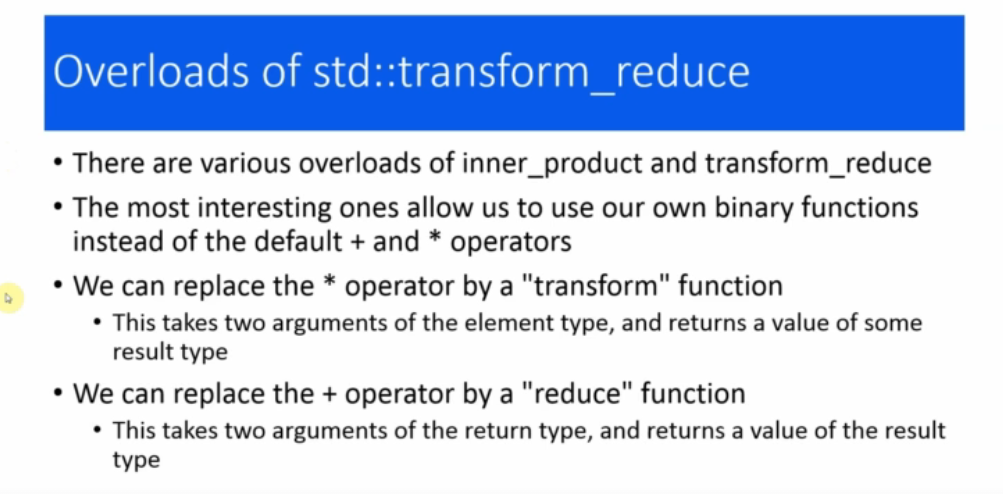 Overloads of std::transform_reduce
• There are various overloads of inner_product and transform_reduce
• The most interesting ones allow us to use our own binary functions
instead of the default + and * operators
• We can replace the * operator by a "transform" function
• This takes two arguments of the element type, and returns a value of some
result type
• We can replace the + operator by a "reduce" function
• This takes two arguments of the return type, and returns a value of the result
type